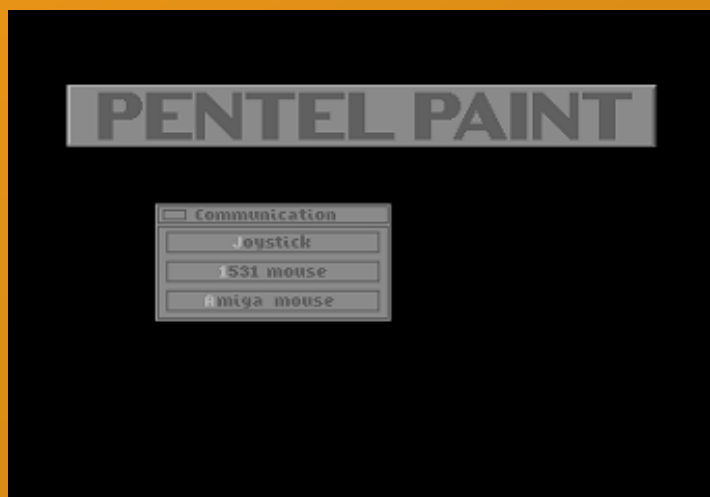 PENTEL PAINT
Communication
Joystick
1531 mouse
Amiga mouse